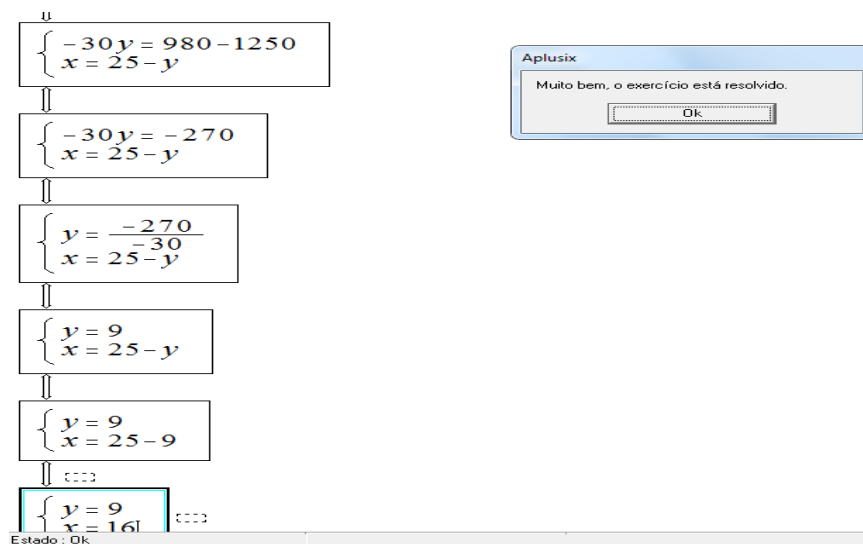 -30y = 980-1250
x = 25-y
-30y = -270
x = 25-y
y = -270/-30
x = 25-y
y = 9
x = 25-y
y = 9
x = 25-9
y = 9
x = 16
Aplusix
Muito bem, o exercício está resolvido.
Ok
Estado : Ok